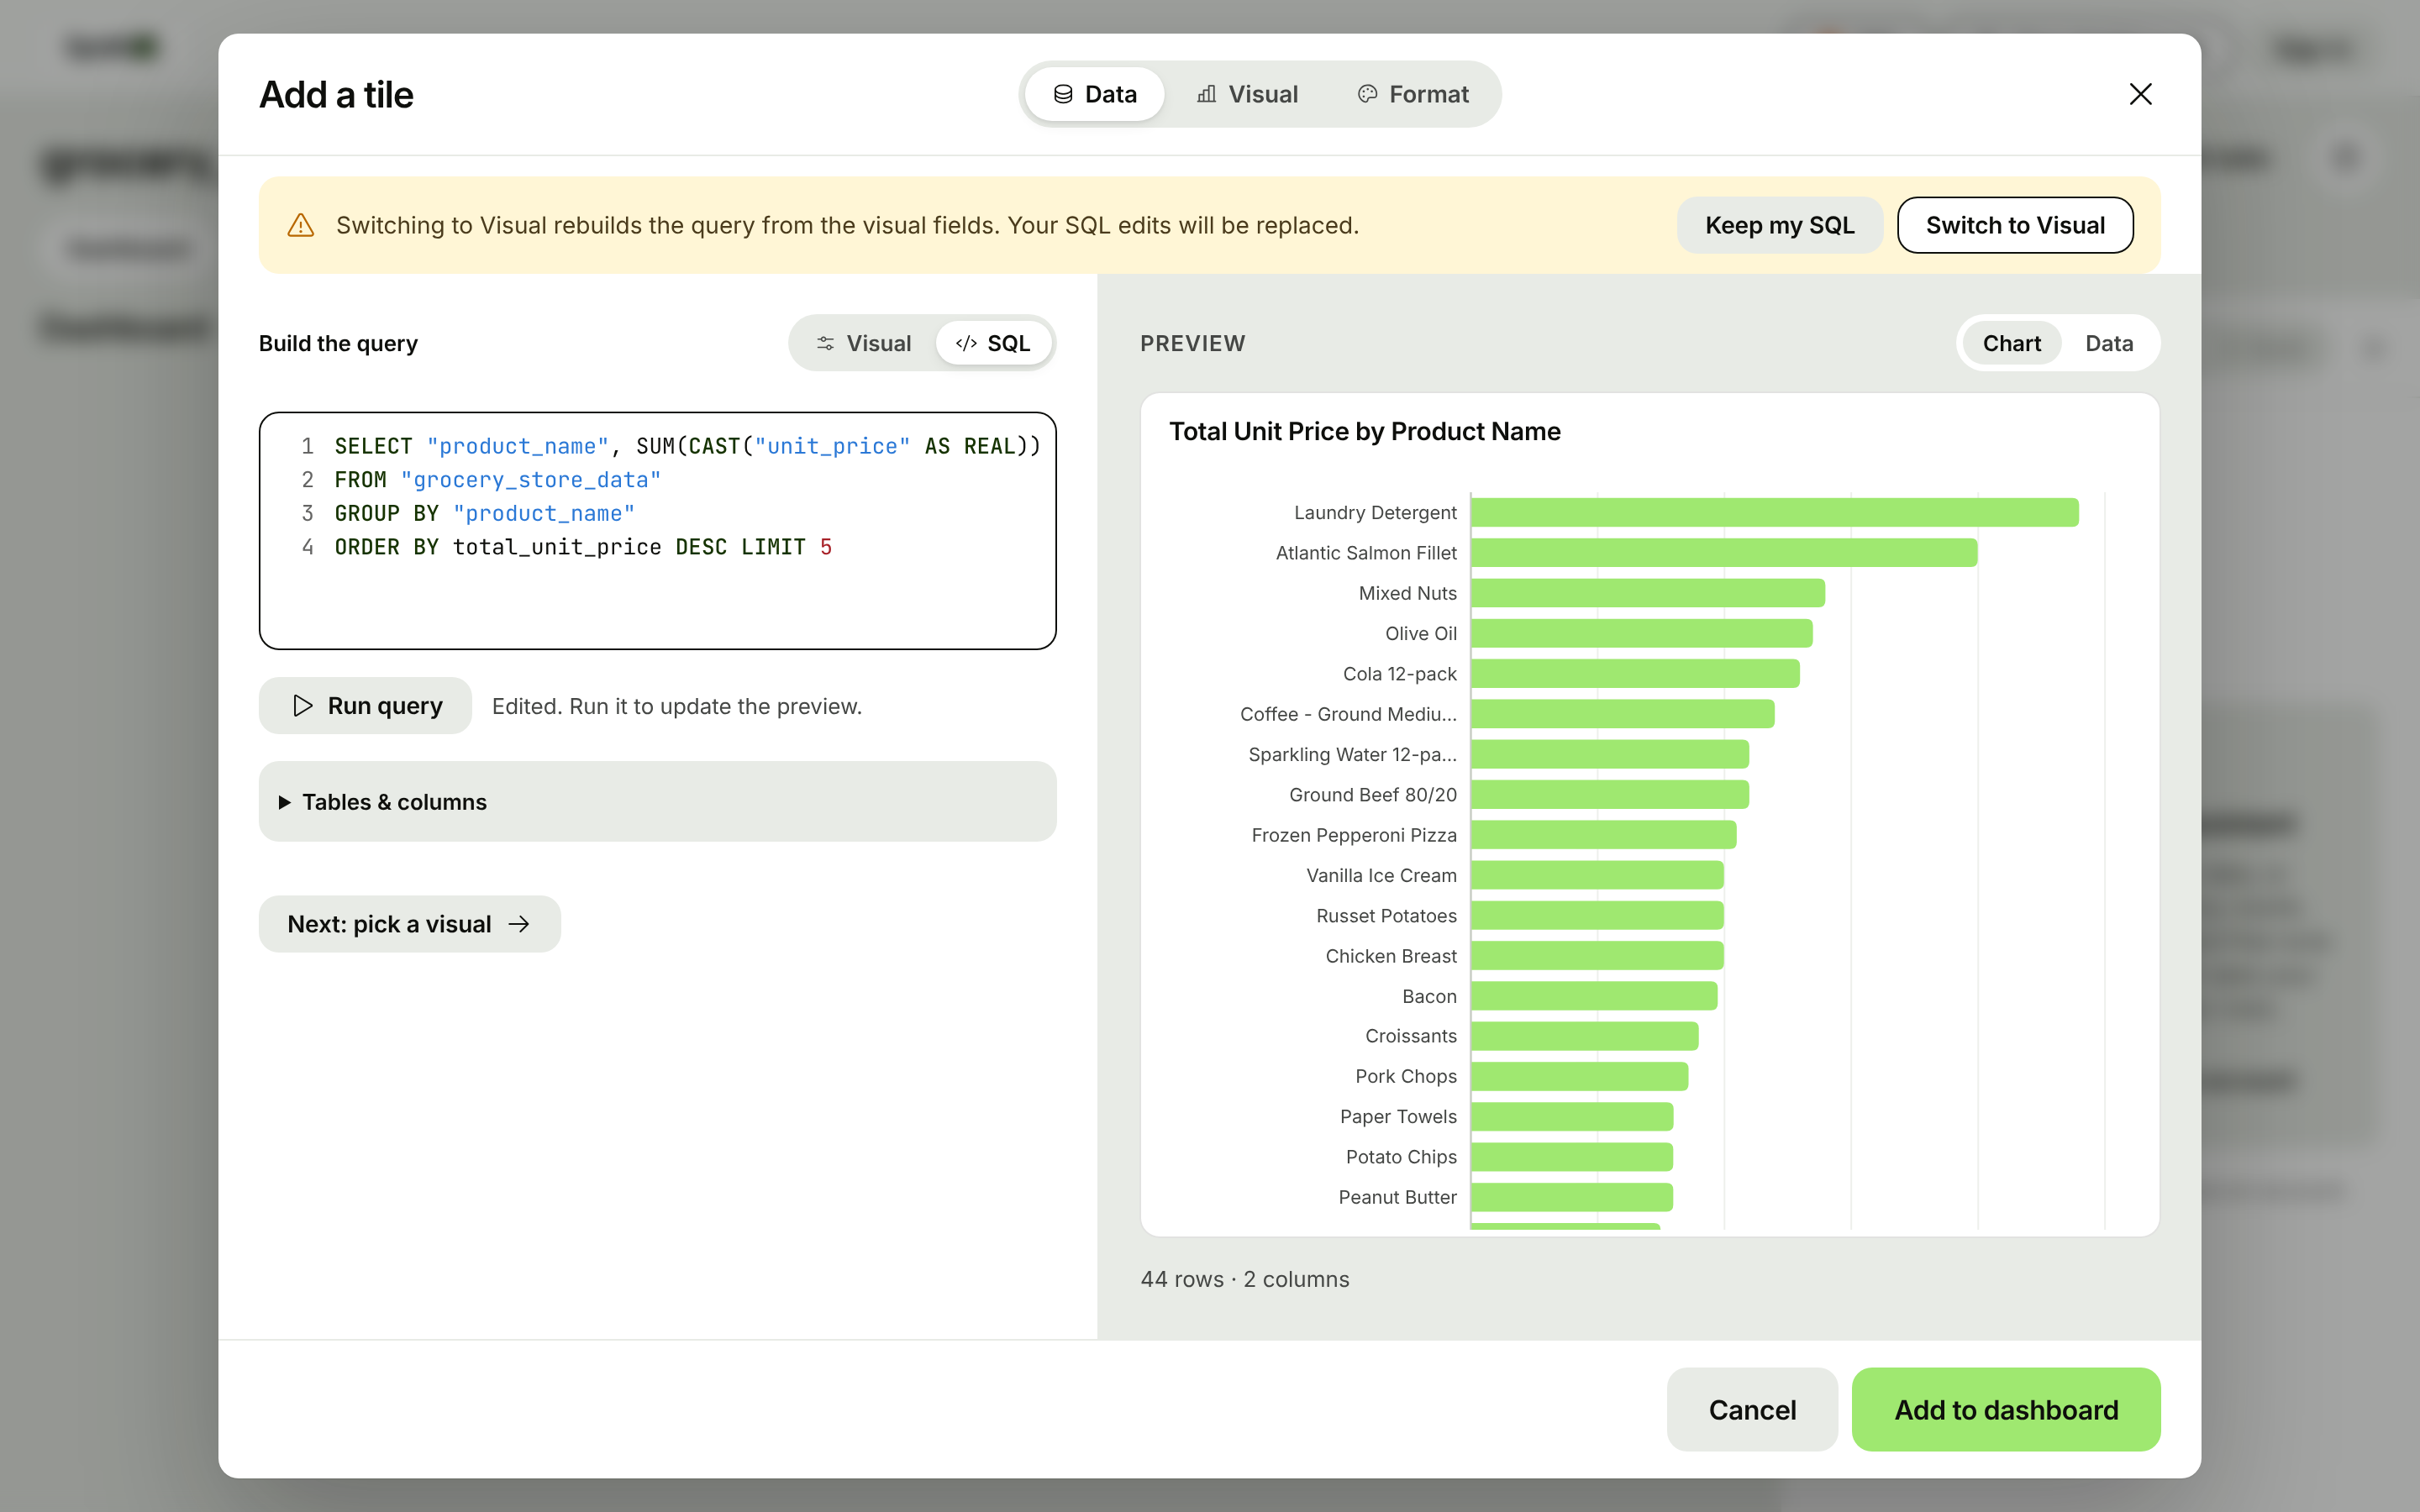 Add a tile
Data
Visual
Format
Switching to Visual rebuilds the query from the visual fields. Your SQL edits will be replaced.
Keep my SQL
Switch to Visual
Build the query
Visual
SQL
1 SELECT "product_name", SUM(CAST("unit_price" AS REAL))
2 FROM "grocery_store_data"
3 GROUP BY "product_name"
4 ORDER BY total_unit_price DESC LIMIT 5
Run query
Edited. Run it to update the preview.
Tables & columns
Next: pick a visual
PREVIEW
Chart
Data
Total Unit Price by Product Name
Laundry Detergent
Atlantic Salmon Fillet
Mixed Nuts
Olive Oil
Cola 12-pack
Coffee - Ground Mediu...
Sparkling Water 12-pa...
Ground Beef 80/20
Frozen Pepperoni Pizza
Vanilla Ice Cream
Russet Potatoes
Chicken Breast
Bacon
Croissants
Pork Chops
Paper Towels
Potato Chips
Peanut Butter
44 rows · 2 columns
Cancel
Add to dashboard